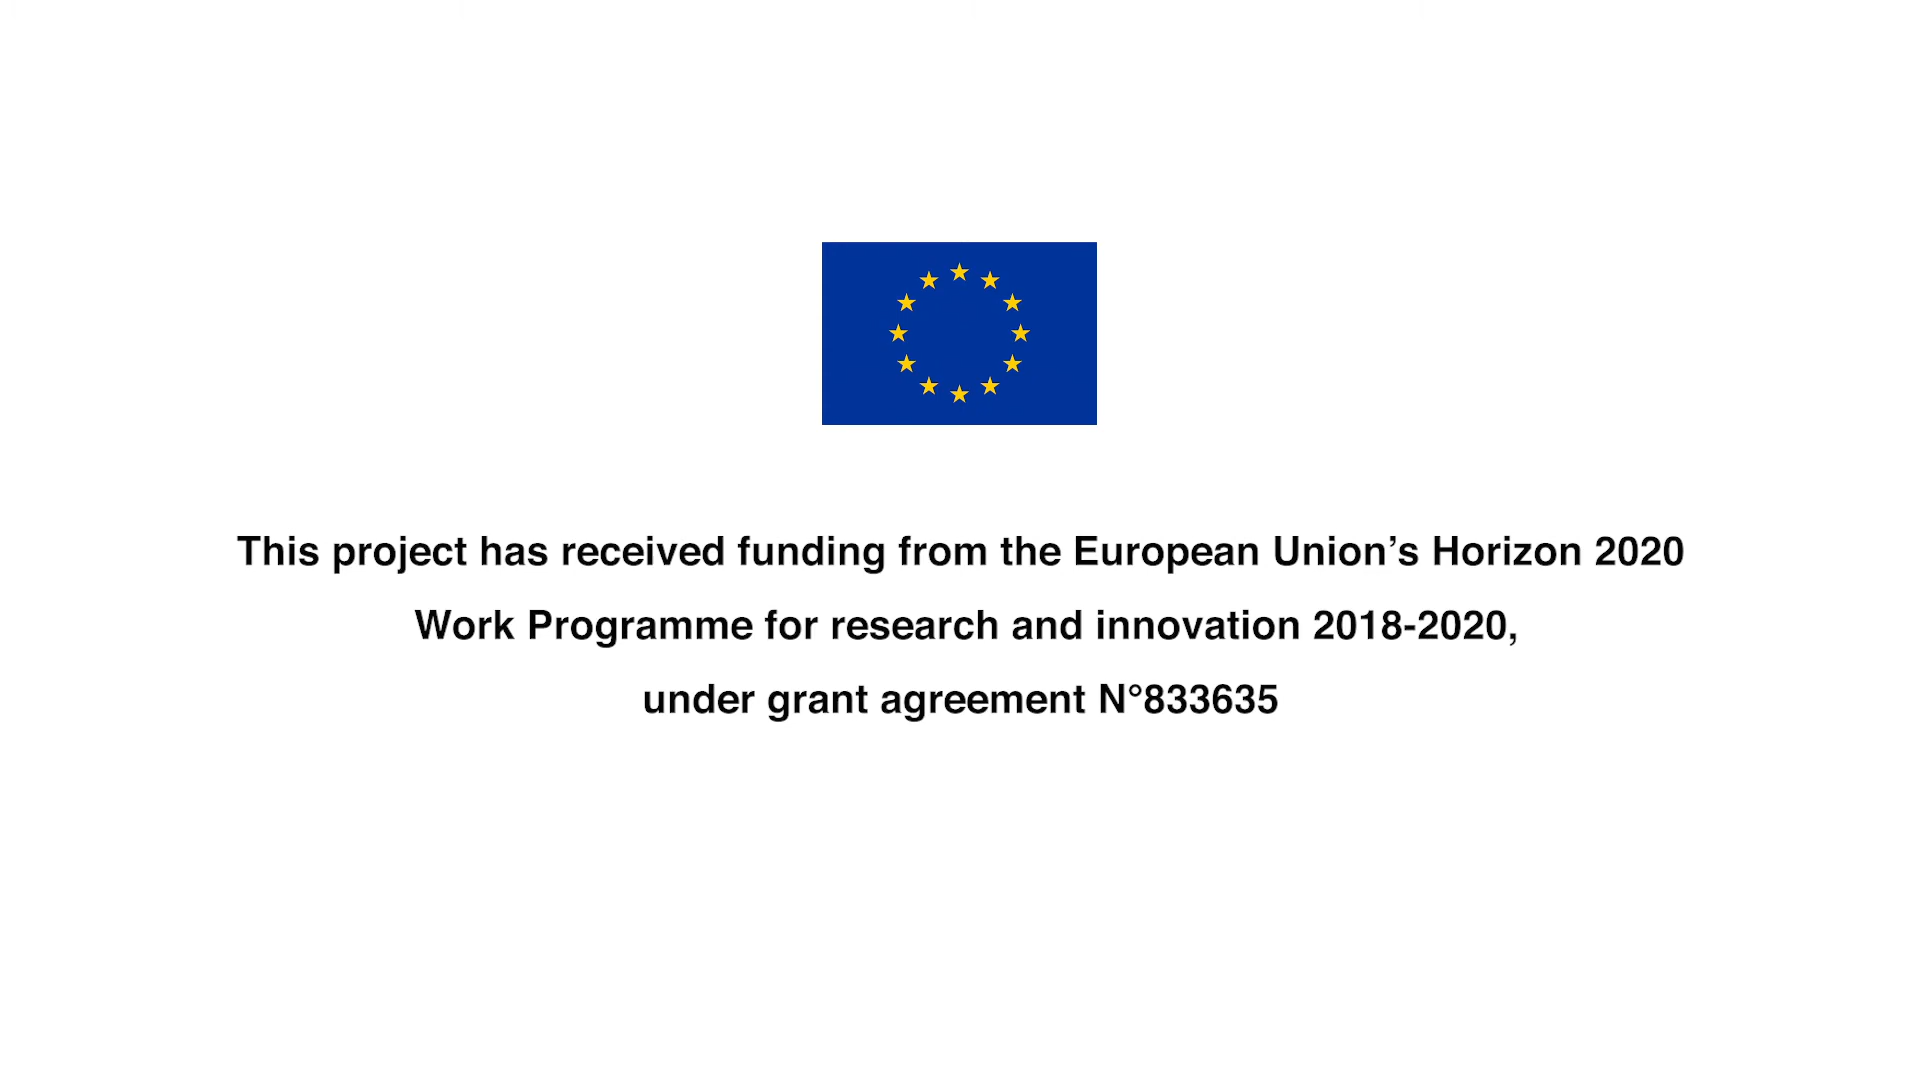 This project has received funding from the European Union’s Horizon 2020
Work Programme for research and innovation 2018-2020,
under grant agreement N°833635